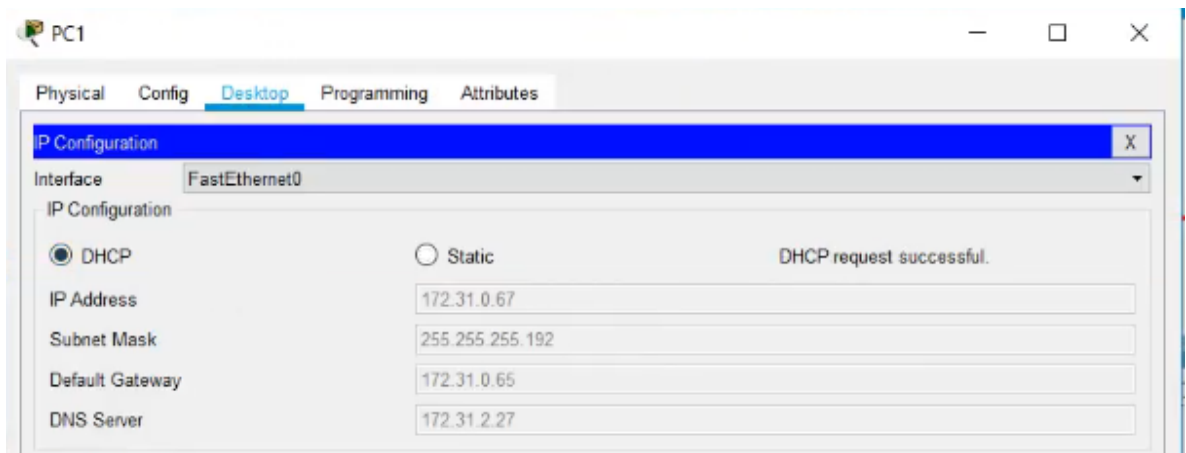 PC1
Physical Config Desktop Programming Attributes
IP Configuration X
Interface FastEthernet0
IP Configuration
DHCP Static DHCP request successful.
IP Address 172.31.0.67
Subnet Mask 255.255.255.192
Default Gateway 172.31.0.65
DNS Server 172.31.2.27